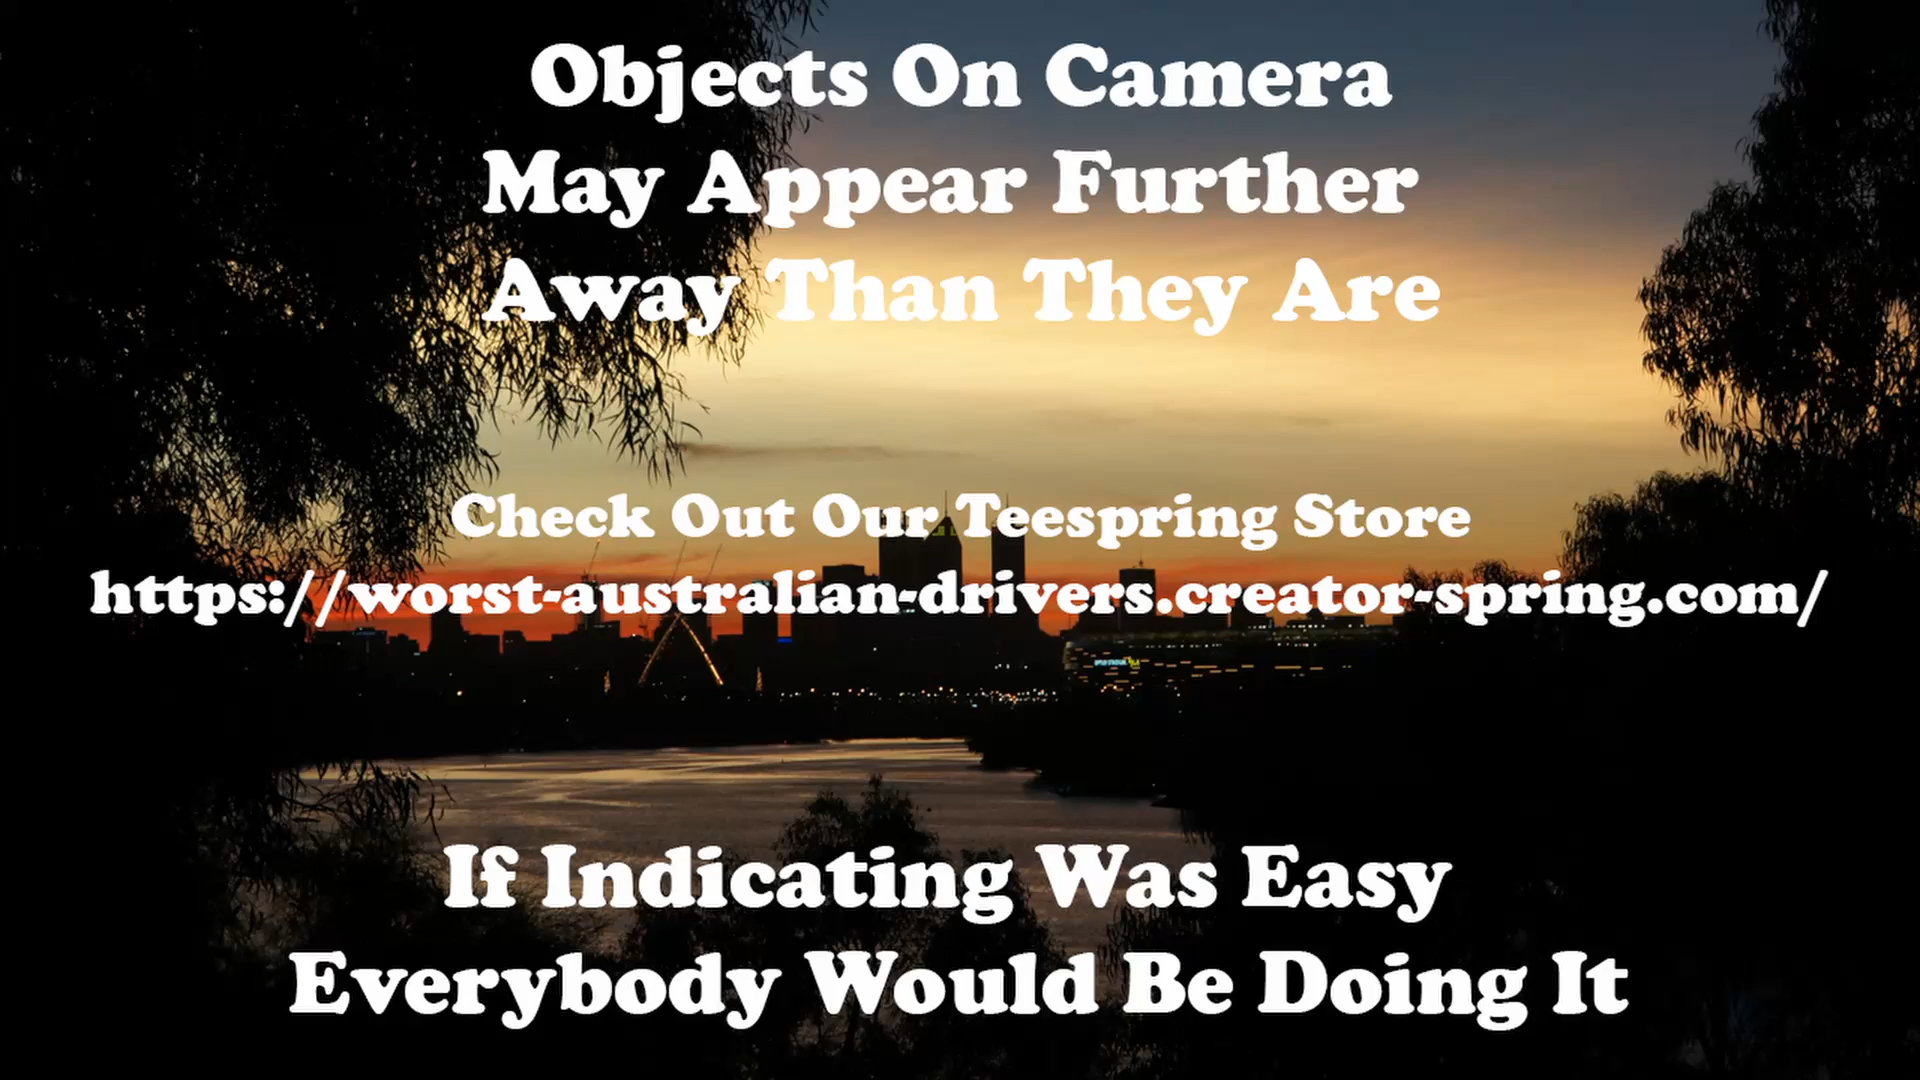 Objects On Camera
May Appear Further
Away Than They Are
Check Out Our Teespring Store
https://worst-australian-drivers.creator-spring.com/
If Indicating Was Easy
Everybody Would Be Doing It